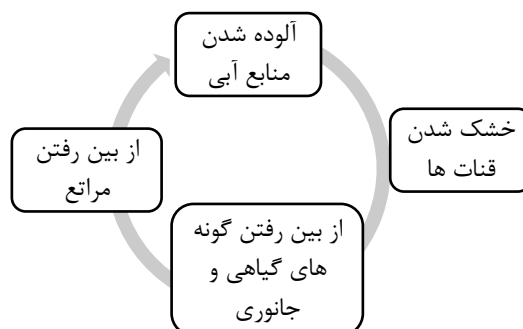 آلوده شدن
منابع آبی
خشک شدن
قنات ها
از بین رفتن گونه
های گیاهی و
جانوری
از بین رفتن
مراتع